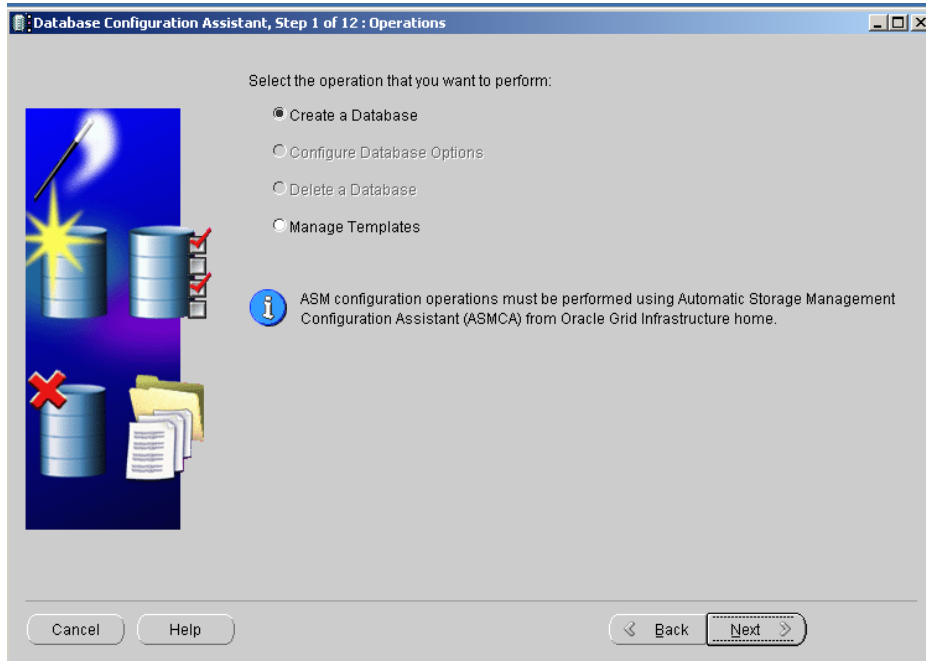 Database Configuration Assistant, Step 1 of 12 : Operations
Select the operation that you want to perform:
Create a Database
Configure Database Options
Delete a Database
Manage Templates
ASM configuration operations must be performed using Automatic Storage Management
Configuration Assistant (ASMCA) from Oracle Grid Infrastructure home.
Cancel
Help
Back
Next